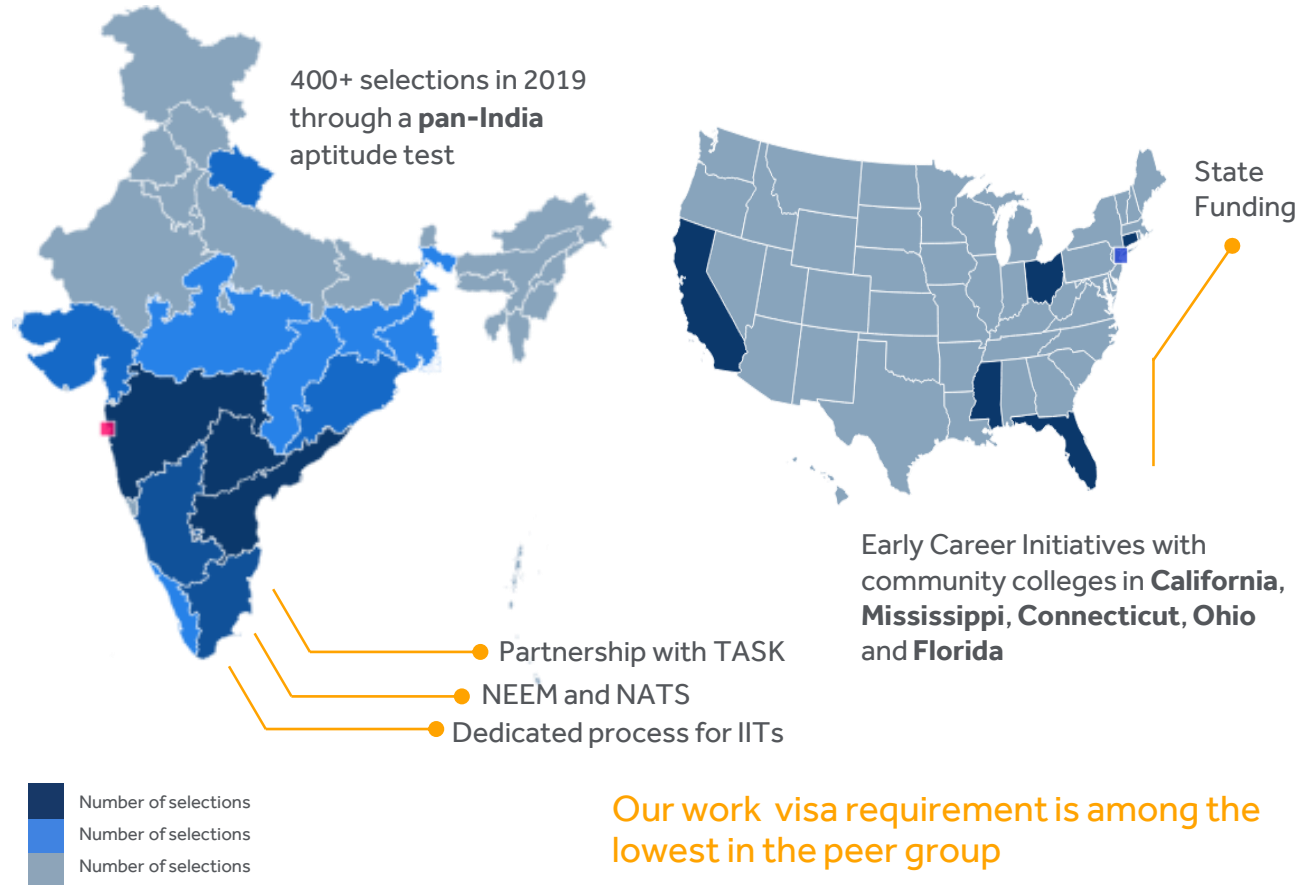 400+ selections in 2019
through a pan-India
aptitude test
State
Funding
Early Career Initiatives with
community colleges in California,
Mississippi, Connecticut, Ohio
and Florida
Partnership with TASK
NEEM and NATS
Dedicated process for IITs
Number of selections
Number of selections
Number of selections
Our work visa requirement is among the
lowest in the peer group